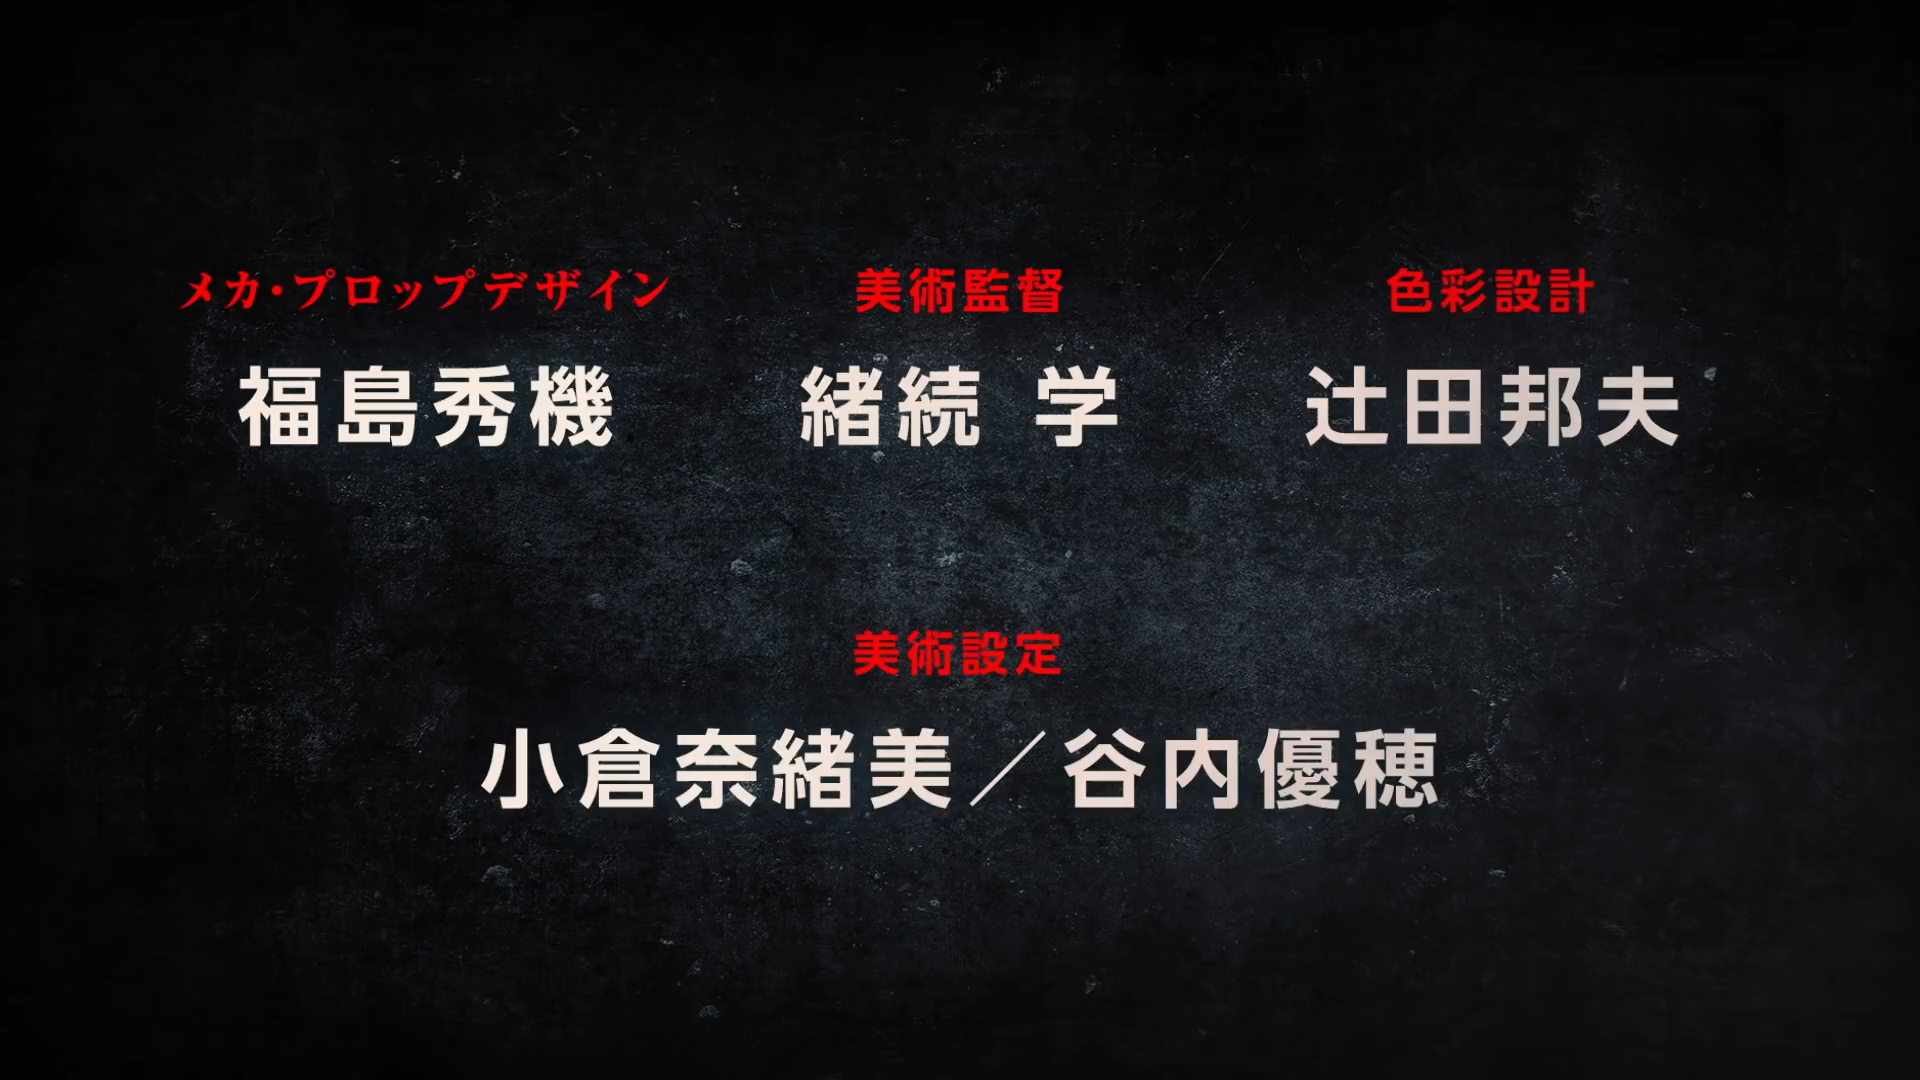 メカ・プロップデザイン
美術監督
色彩設計
福島秀機
緒続 学
辻田邦夫
美術設定
小倉奈緒美／谷内優穂